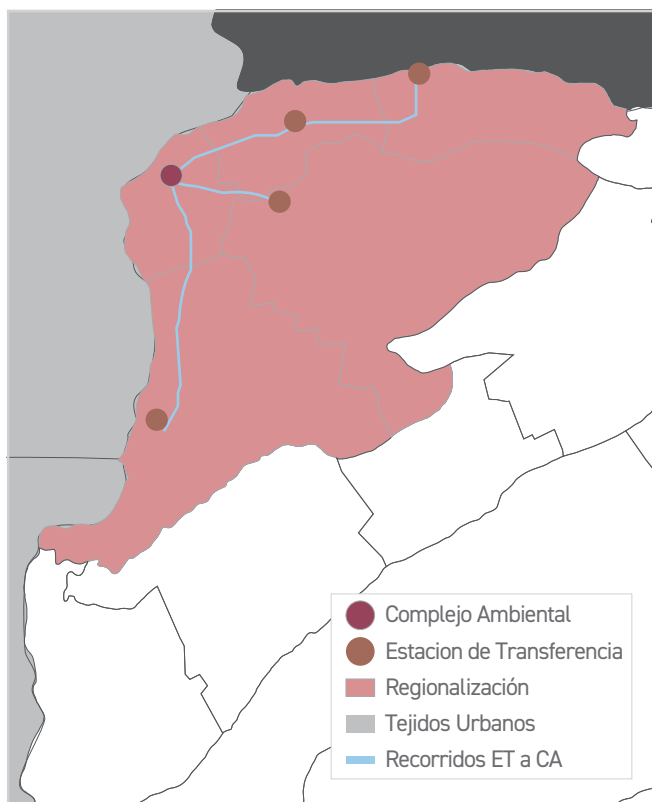 Complejo Ambiental
Estacion de Transferencia
Regionalización
Tejidos Urbanos
Recorridos ET a CA